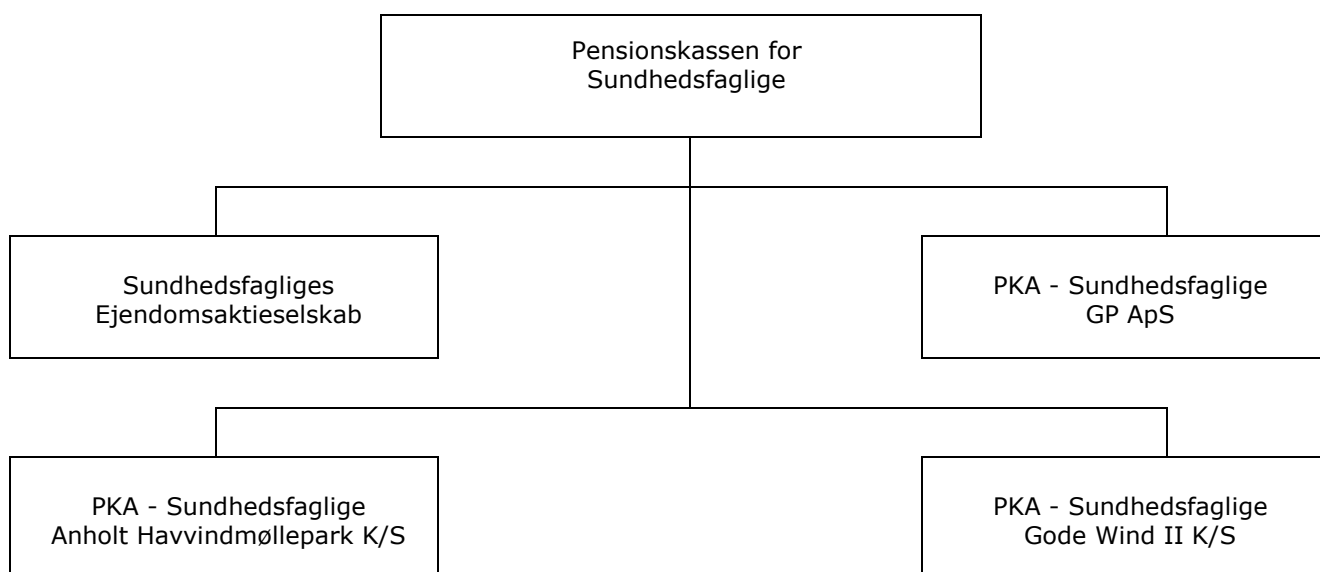 Pensionskassen for
Sundhedsfaglige
Sundhedsfagliges
Ejendomsaktieselskab
PKA - Sundhedsfaglige
GP ApS
PKA - Sundhedsfaglige
Anholt Havvindmøllepark K/S
PKA - Sundhedsfaglige
Gode Wind II K/S